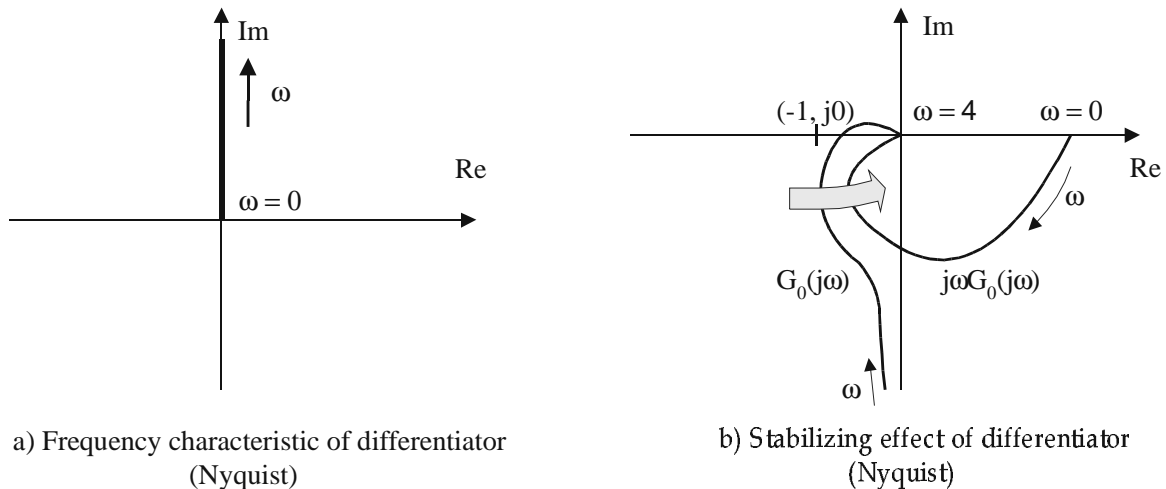 Im
ω
Re
ω = 0
a) Frequency characteristic of differentiator
(Nyquist)
Im
(-1, j0)
ω = 4
ω = 0
Re
ω
G₀(jω)
jωG₀(jω)
ω
b) Stabilizing effect of differentiator
(Nyquist)